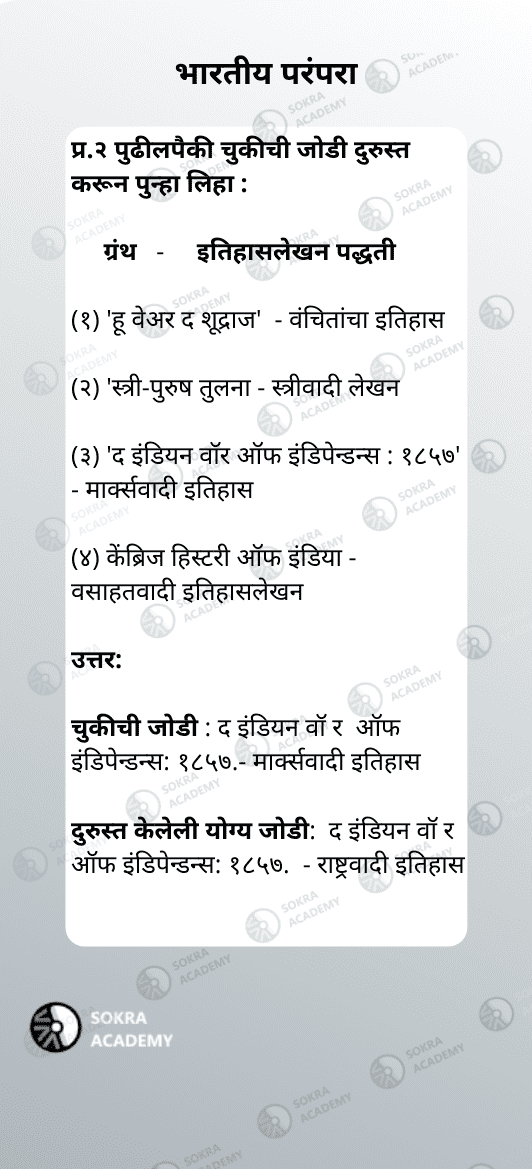 भारतीय परंपरा
प्र.२ पुढीलपैकी चुकीची जोडी दुरुस्त
करून पुन्हा लिहा :
ग्रंथ - इतिहासलेखन पद्धती
(१) 'हू वेअर द शूद्राज' - वंचितांचा इतिहास
(२) 'स्त्री-पुरुष तुलना - स्त्रीवादी लेखन
(३) 'द इंडियन वॉर ऑफ इंडिपेन्डन्स : १८५७'
- मार्क्सवादी इतिहास
(४) केंब्रिज हिस्टरी ऑफ इंडिया -
वसाहतवादी इतिहासलेखन
उत्तर:
चुकीची जोडी : द इंडियन वॉ र ऑफ
इंडिपेन्डन्स: १८५७.- मार्क्सवादी इतिहास
दुरुस्त केलेली योग्य जोडी: द इंडियन वॉ र
ऑफ इंडिपेन्डन्स: १८५७. - राष्ट्रवादी इतिहास
SOKRA
ACADEMY